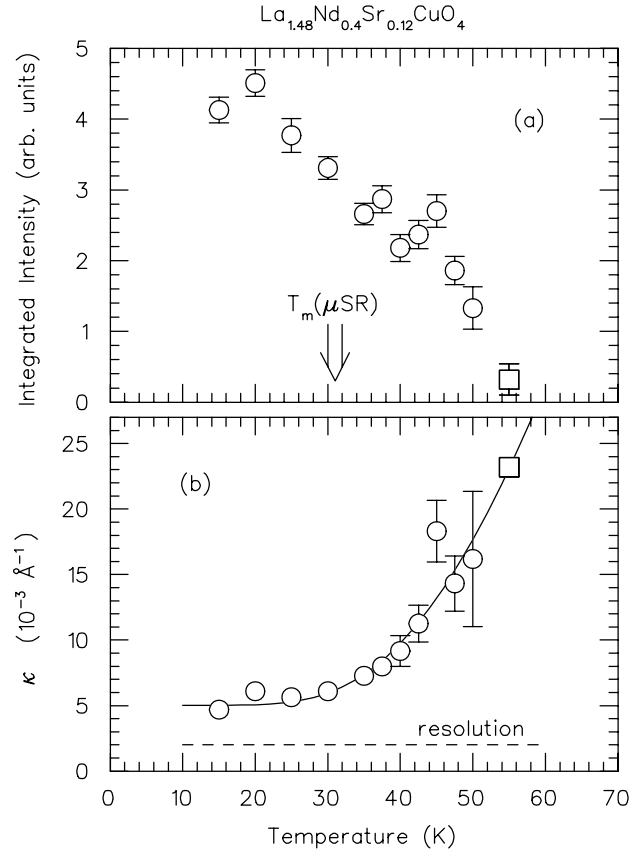 La1.48Nd0.4Sr0.12CuO4
Integrated Intensity (arb. units)
5
4
3
2
1
0
(a)
Tm(μSR)
κ (10⁻³ Å⁻¹)
25
20
15
10
5
0
(b)
resolution
0 10 20 30 40 50 60 70
Temperature (K)